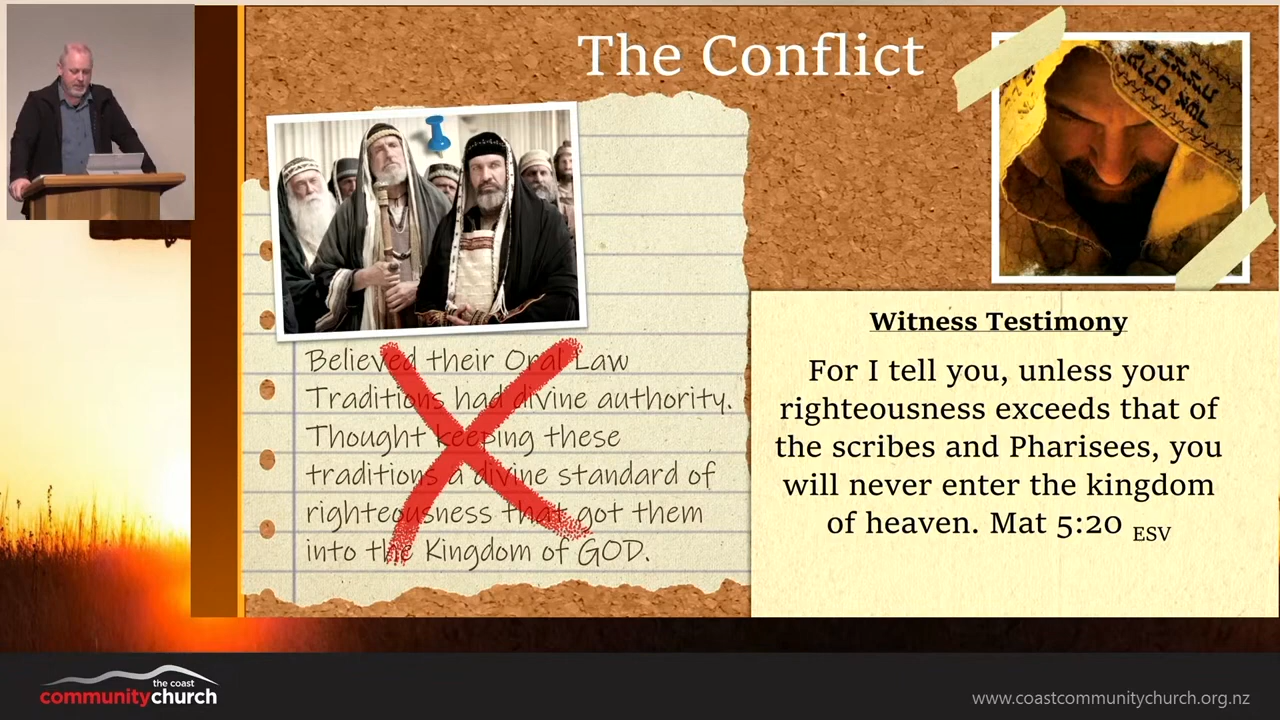 The Conflict
Believed their Oral Law
Traditions had divine authority.
Thought keeping these
traditions a divine standard of
righteousness that got them
into the Kingdom of GOD.
Witness Testimony
For I tell you, unless your
righteousness exceeds that of
the scribes and Pharisees, you
will never enter the kingdom
of heaven. Mat 5:20 ESV
the coast
communitychurch
www.coastcommunitychurch.org.nz